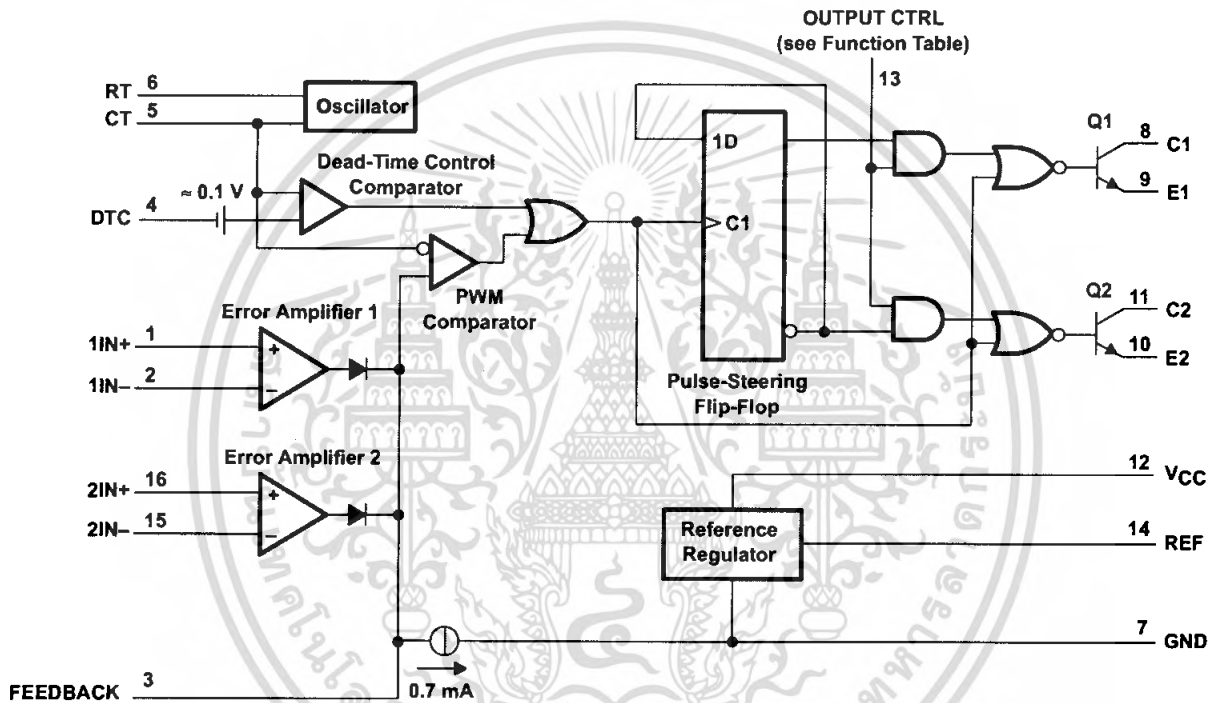 OUTPUT CTRL
(see Function Table)
13
RT 6
CT 5
Oscillator
Dead-Time Control
Comparator
≈ 0.1 V
DTC 4
PWM
Comparator
Error Amplifier 1
1IN+ 1
1IN− 2
+
−
Error Amplifier 2
2IN+ 16
2IN− 15
+
−
FEEDBACK 3
0.7 mA
1D
C1
Pulse-Steering
Flip-Flop
Q1
8 C1
9 E1
Q2
11 C2
10 E2
12 VCC
Reference
Regulator
14 REF
7 GND